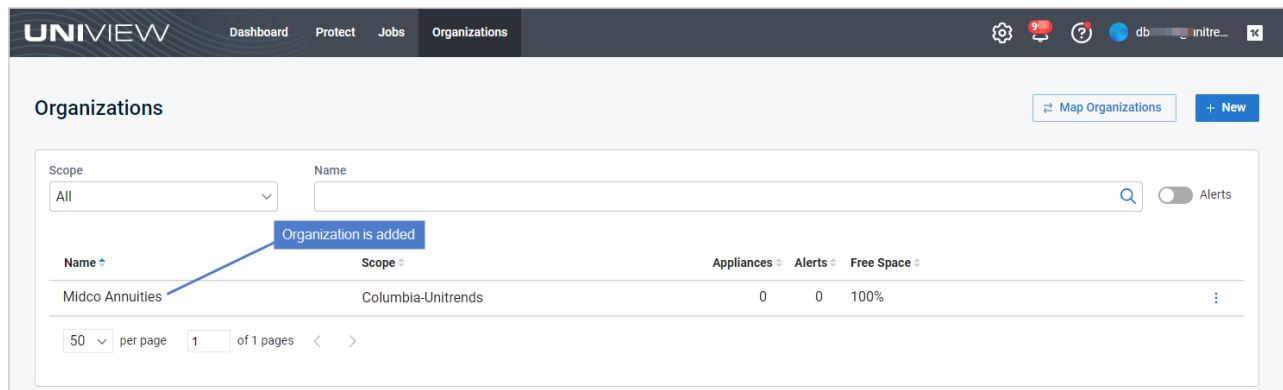 UNIVIEW Dashboard Protect Jobs Organizations
Organizations Map Organizations + New
Scope Name
All Alerts
Organization is added
Name Scope Appliances Alerts Free Space
Midco Annuities Columbia-Unitrends 0 0 100%
50 per page 1 of 1 pages